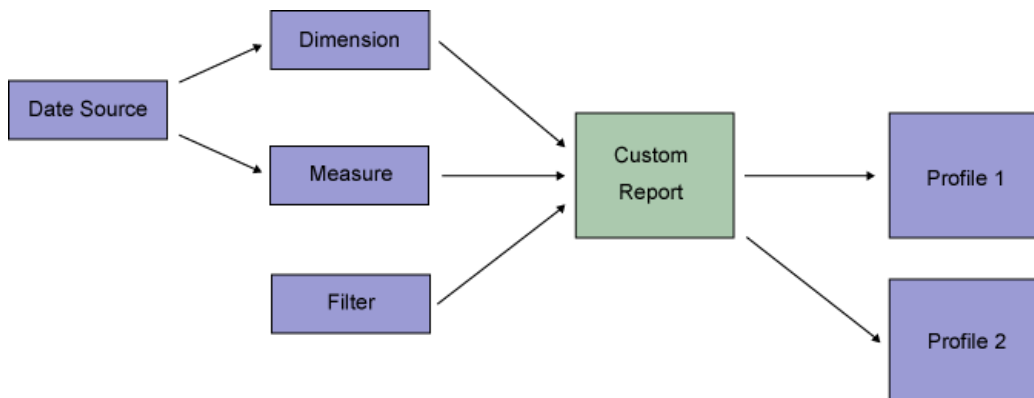 Dimension
Date Source
Measure
Filter
Custom
Report
Profile 1
Profile 2